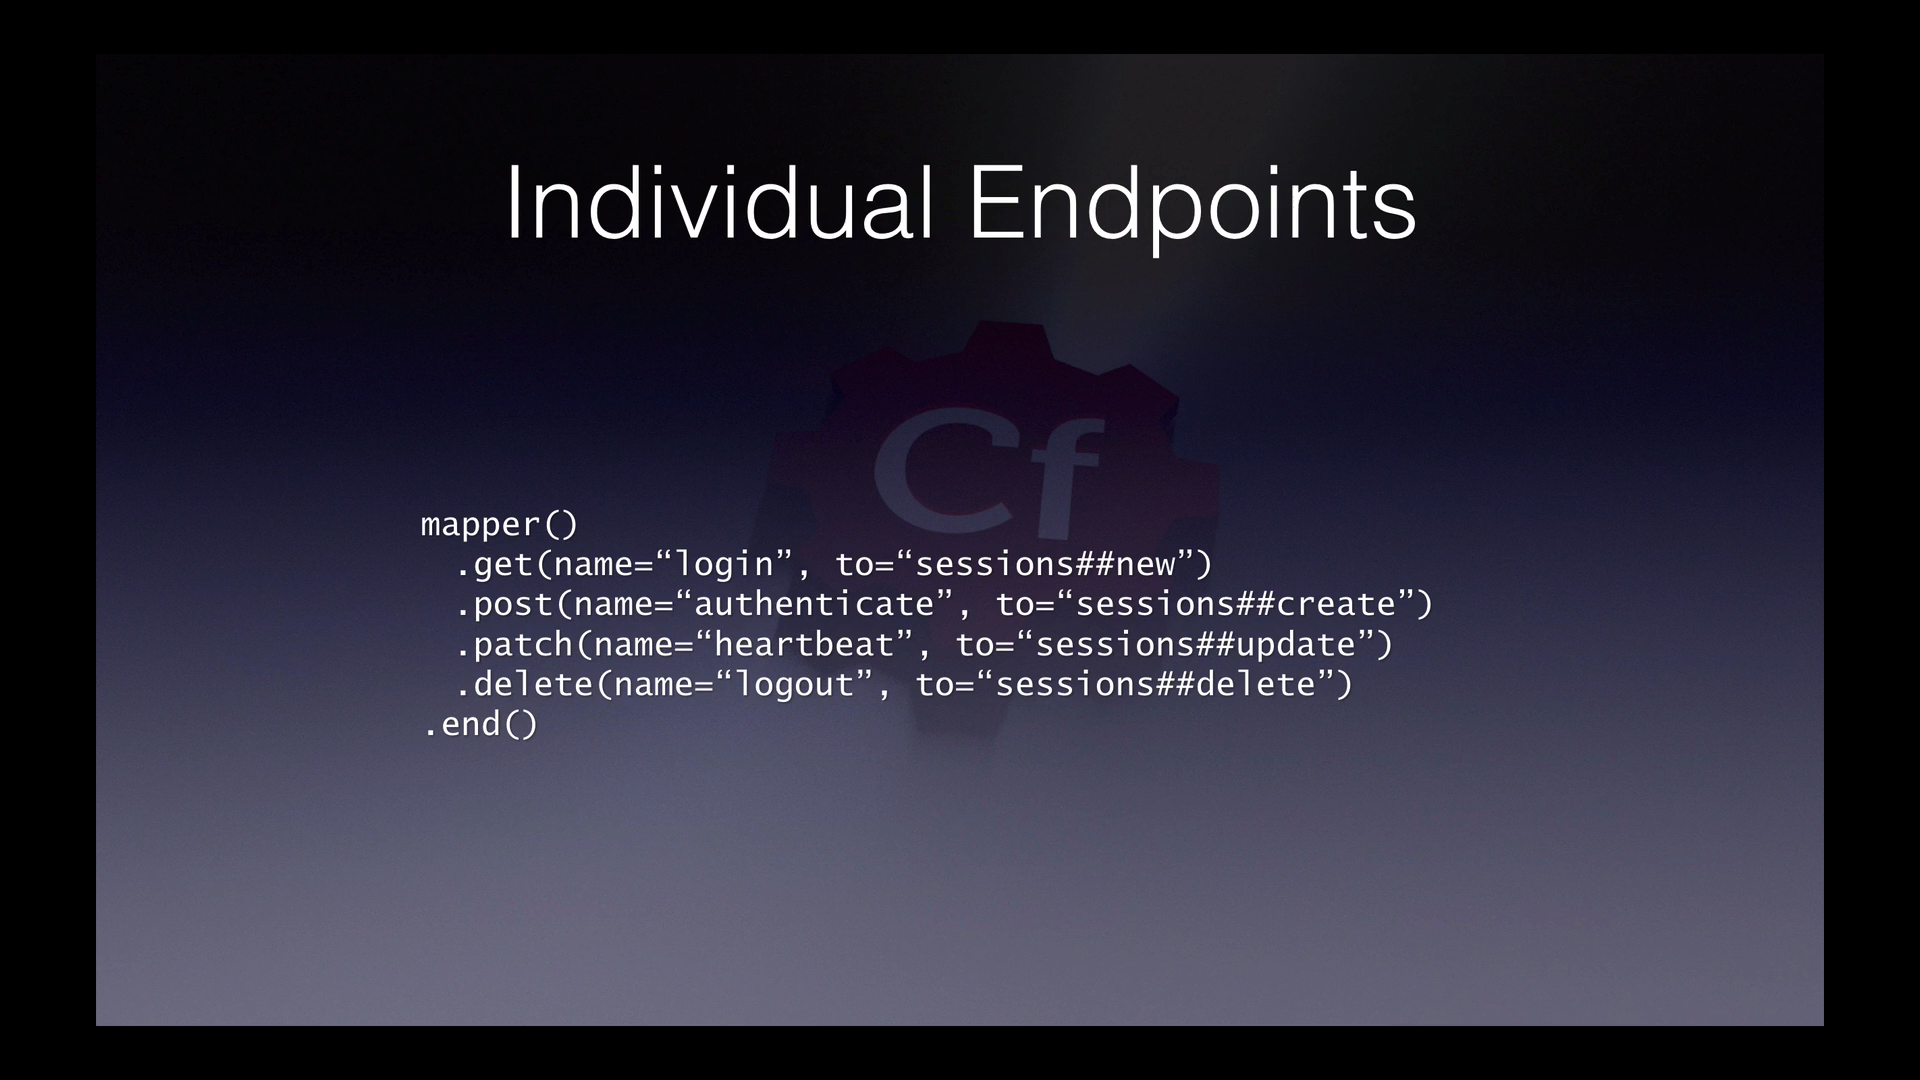 Individual Endpoints
Cf
mapper()
.get(name=“login”, to=“sessions##new”)
.post(name=“authenticate”, to=“sessions##create”)
.patch(name=“heartbeat”, to=“sessions##update”)
.delete(name=“logout”, to=“sessions##delete”)
.end()